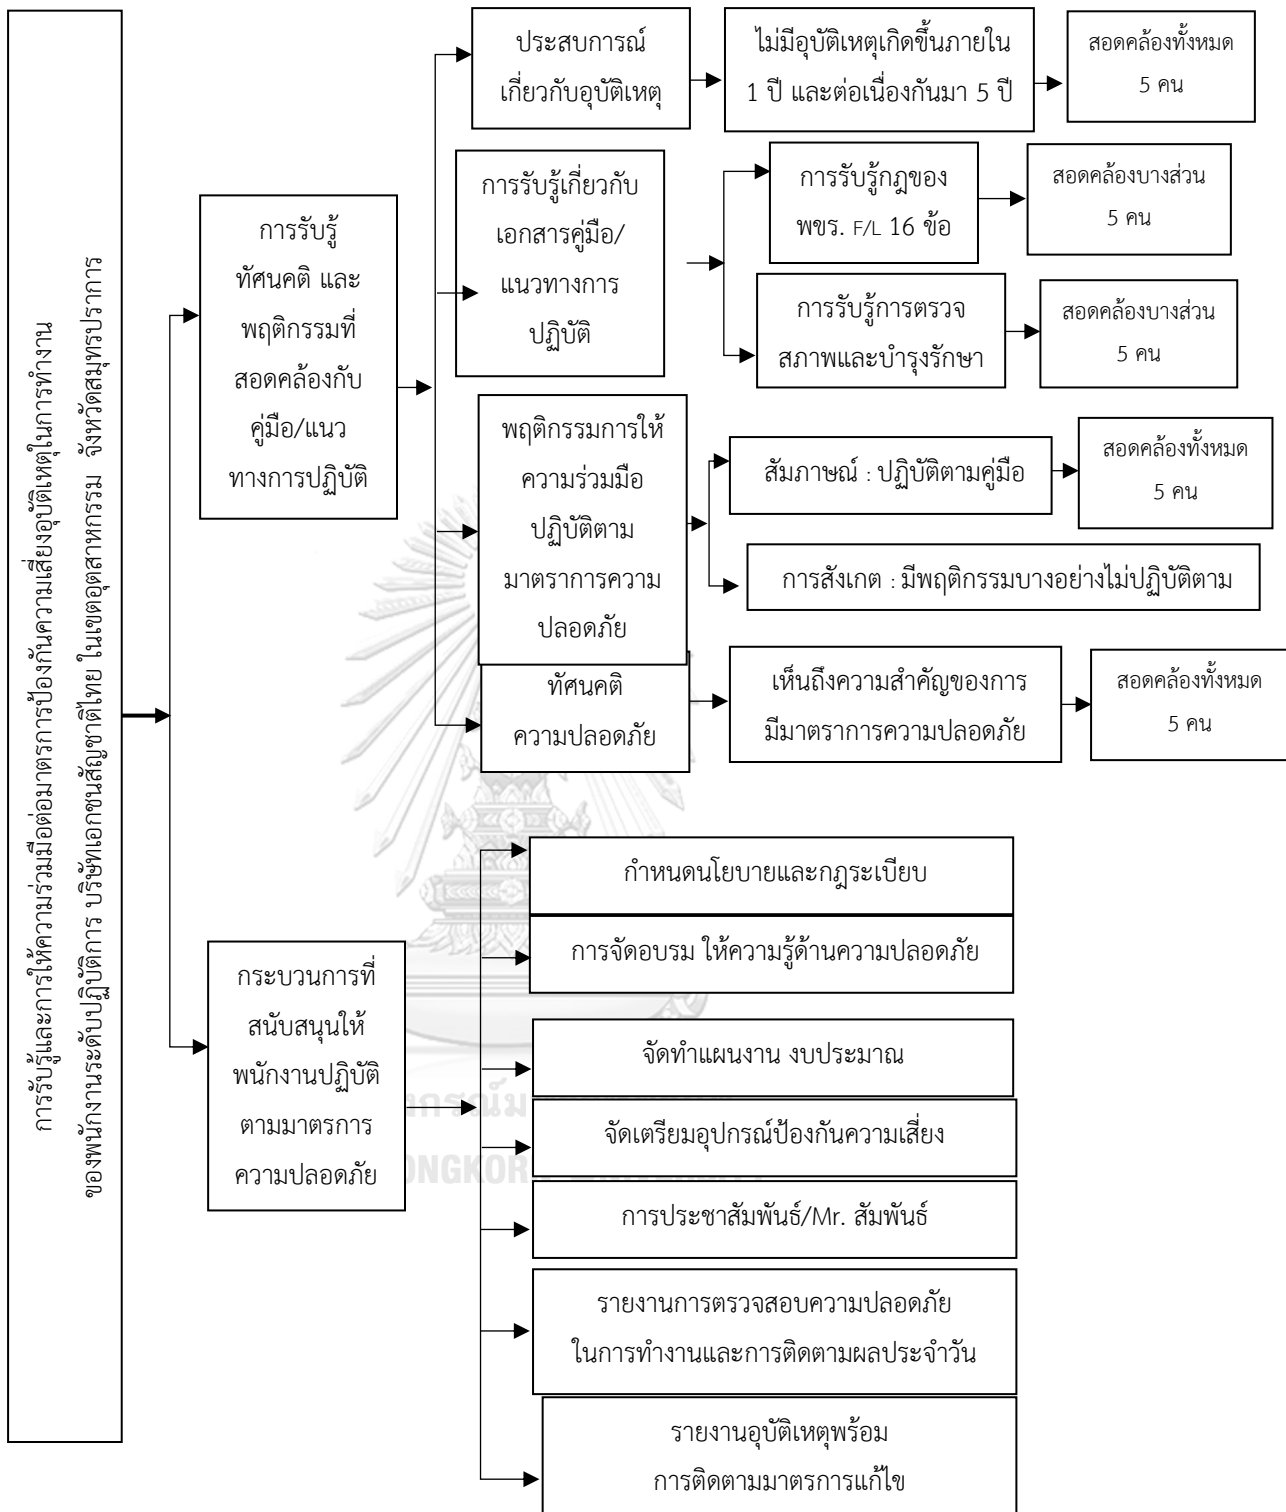 การรับรู้และการให้ความร่วมมือต่อมาตรการป้องกันความเสี่ยงอุบัติเหตุในการทำงาน
ของพนักงานระดับปฏิบัติการ บริษัทเอกชนสัญชาติไทย ในเขตอุตสาหกรรม จังหวัดสมุทรปราการ
การรับรู้
ทัศนคติ และ
พฤติกรรมที่
สอดคล้องกับ
คู่มือ/แนว
ทางการปฏิบัติ
ประสบการณ์
เกี่ยวกับอุบัติเหตุ
ไม่มีอุบัติเหตุเกิดขึ้นภายใน
1 ปี และต่อเนื่องกันมา 5 ปี
สอดคล้องทั้งหมด
5 คน
การรับรู้เกี่ยวกับ
เอกสารคู่มือ/
แนวทางการ
ปฏิบัติ
การรับรู้กฎของ
พขร. F/L 16 ข้อ
สอดคล้องบางส่วน
5 คน
การรับรู้การตรวจ
สภาพและบำรุงรักษา
สอดคล้องบางส่วน
5 คน
พฤติกรรมการให้
ความร่วมมือ
ปฏิบัติตาม
มาตราการความ
ปลอดภัย
สัมภาษณ์ : ปฏิบัติตามคู่มือ
สอดคล้องทั้งหมด
5 คน
การสังเกต : มีพฤติกรรมบางอย่างไม่ปฏิบัติตาม
ทัศนคติ
ความปลอดภัย
เห็นถึงความสำคัญของการ
มีมาตราการความปลอดภัย
สอดคล้องทั้งหมด
5 คน
กระบวนการที่
สนับสนุนให้
พนักงานปฏิบัติ
ตามมาตรการ
ความปลอดภัย
กำหนดนโยบายและกฎระเบียบ
การจัดอบรม ให้ความรู้ด้านความปลอดภัย
จัดทำแผนงาน งบประมาณ
จัดเตรียมอุปกรณ์ป้องกันความเสี่ยง
การประชาสัมพันธ์/Mr. สัมพันธ์
รายงานการตรวจสอบความปลอดภัย
ในการทำงานและการติดตามผลประจำวัน
รายงานอุบัติเหตุพร้อม
การติดตามมาตรการแก้ไข